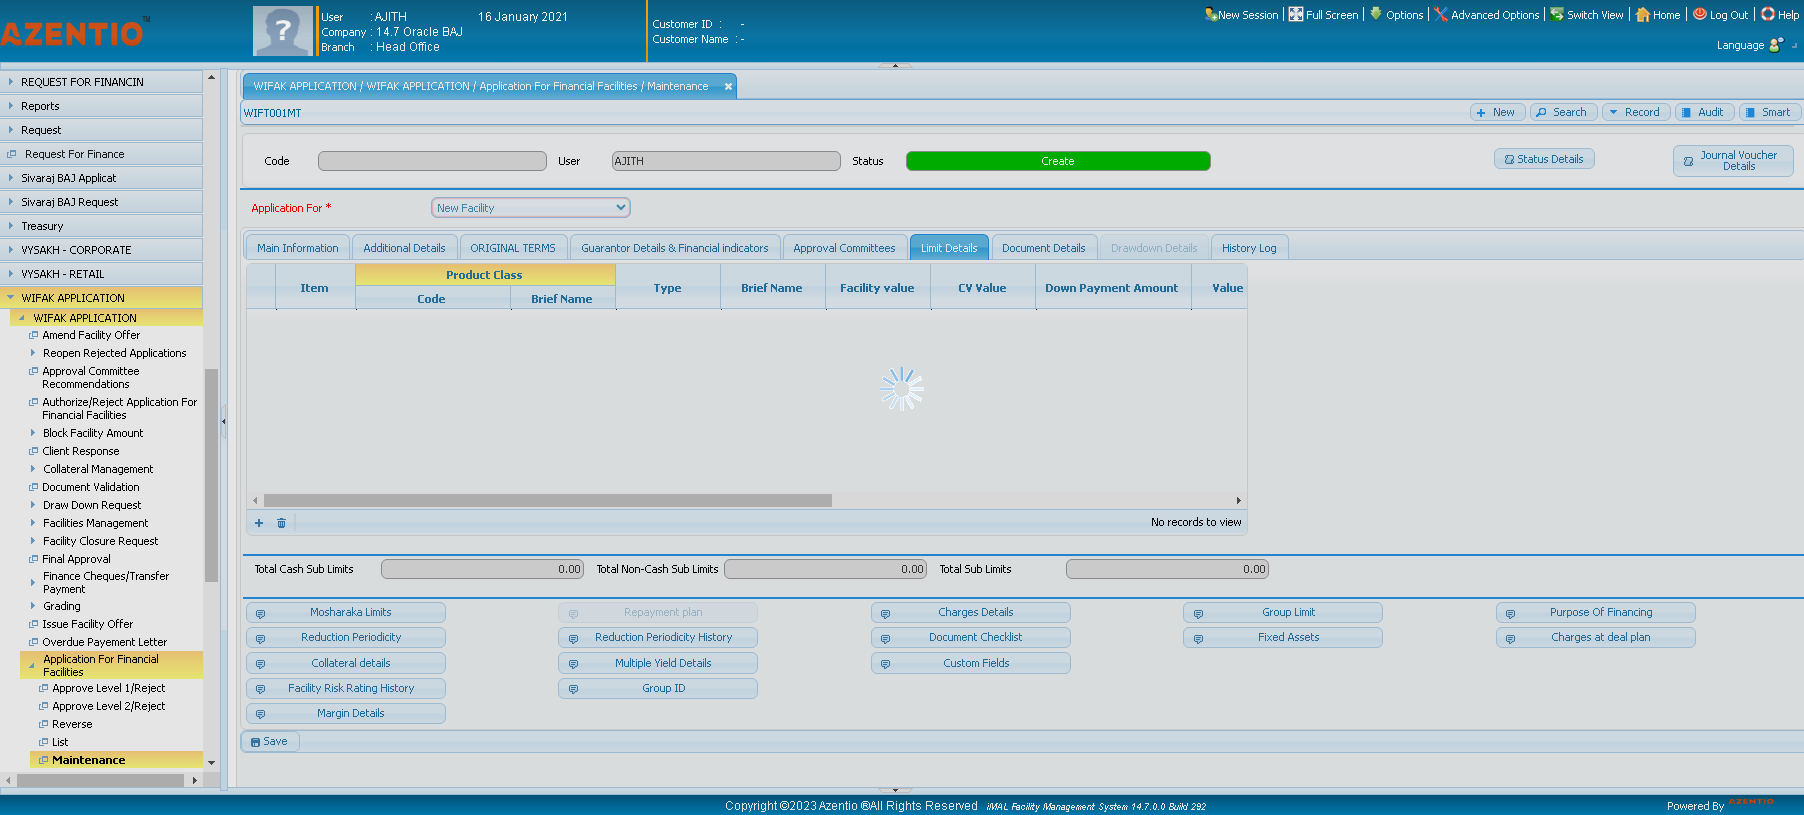 AZENTIO™
User : AJITH 16 January 2021
Company : 14.7 Oracle BAJ
Branch : Head Office
Customer ID : -
Customer Name : -
New Session Full Screen Options Advanced Options Switch View Home Log Out Help
Language
REQUEST FOR FINANCIN
Reports
Request
Request For Finance
Sivaraj BAJ Applicat
Sivaraj BAJ Request
Treasury
VYSAKH - CORPORATE
VYSAKH - RETAIL
WIFAK APPLICATION
WIFAK APPLICATION
Amend Facility Offer
Reopen Rejected Applications
Approval Committee
Recommendations
Authorize/Reject Application For
Financial Facilities
Block Facility Amount
Client Response
Collateral Management
Document Validation
Draw Down Request
Facilities Management
Facility Closure Request
Final Approval
Finance Cheques/Transfer
Payment
Grading
Issue Facility Offer
Overdue Payement Letter
Application For Financial
Facilities
Approve Level 1/Reject
Approve Level 2/Reject
Reverse
List
Maintenance
WIFAK APPLICATION / WIFAK APPLICATION / Application For Financial Facilities / Maintenance
WIFT001MT
New Search Record Audit Smart
Code User AJITH Status Create Status Details Journal Voucher
Details
Application For * New Facility
Main Information Additional Details ORIGINAL TERMS Guarantor Details & Financial indicators Approval Committees Limit Details Document Details Drawdown Details History Log
Item Product Class Type Brief Name Facility value CV Value Down Payment Amount Value
Code Brief Name
No records to view
Total Cash Sub Limits 0.00 Total Non-Cash Sub Limits 0.00 Total Sub Limits 0.00
Mosharaka Limits Repayment plan Charges Details Group Limit Purpose Of Financing
Reduction Periodicity Reduction Periodicity History Document Checklist Fixed Assets Charges at deal plan
Collateral details Multiple Yield Details Custom Fields
Facility Risk Rating History Group ID
Margin Details
Save
Copyright ©2023 Azentio ®All Rights Reserved iMAL Facility Management System 14.7.0.0 Build 292
Powered By AZENTIO